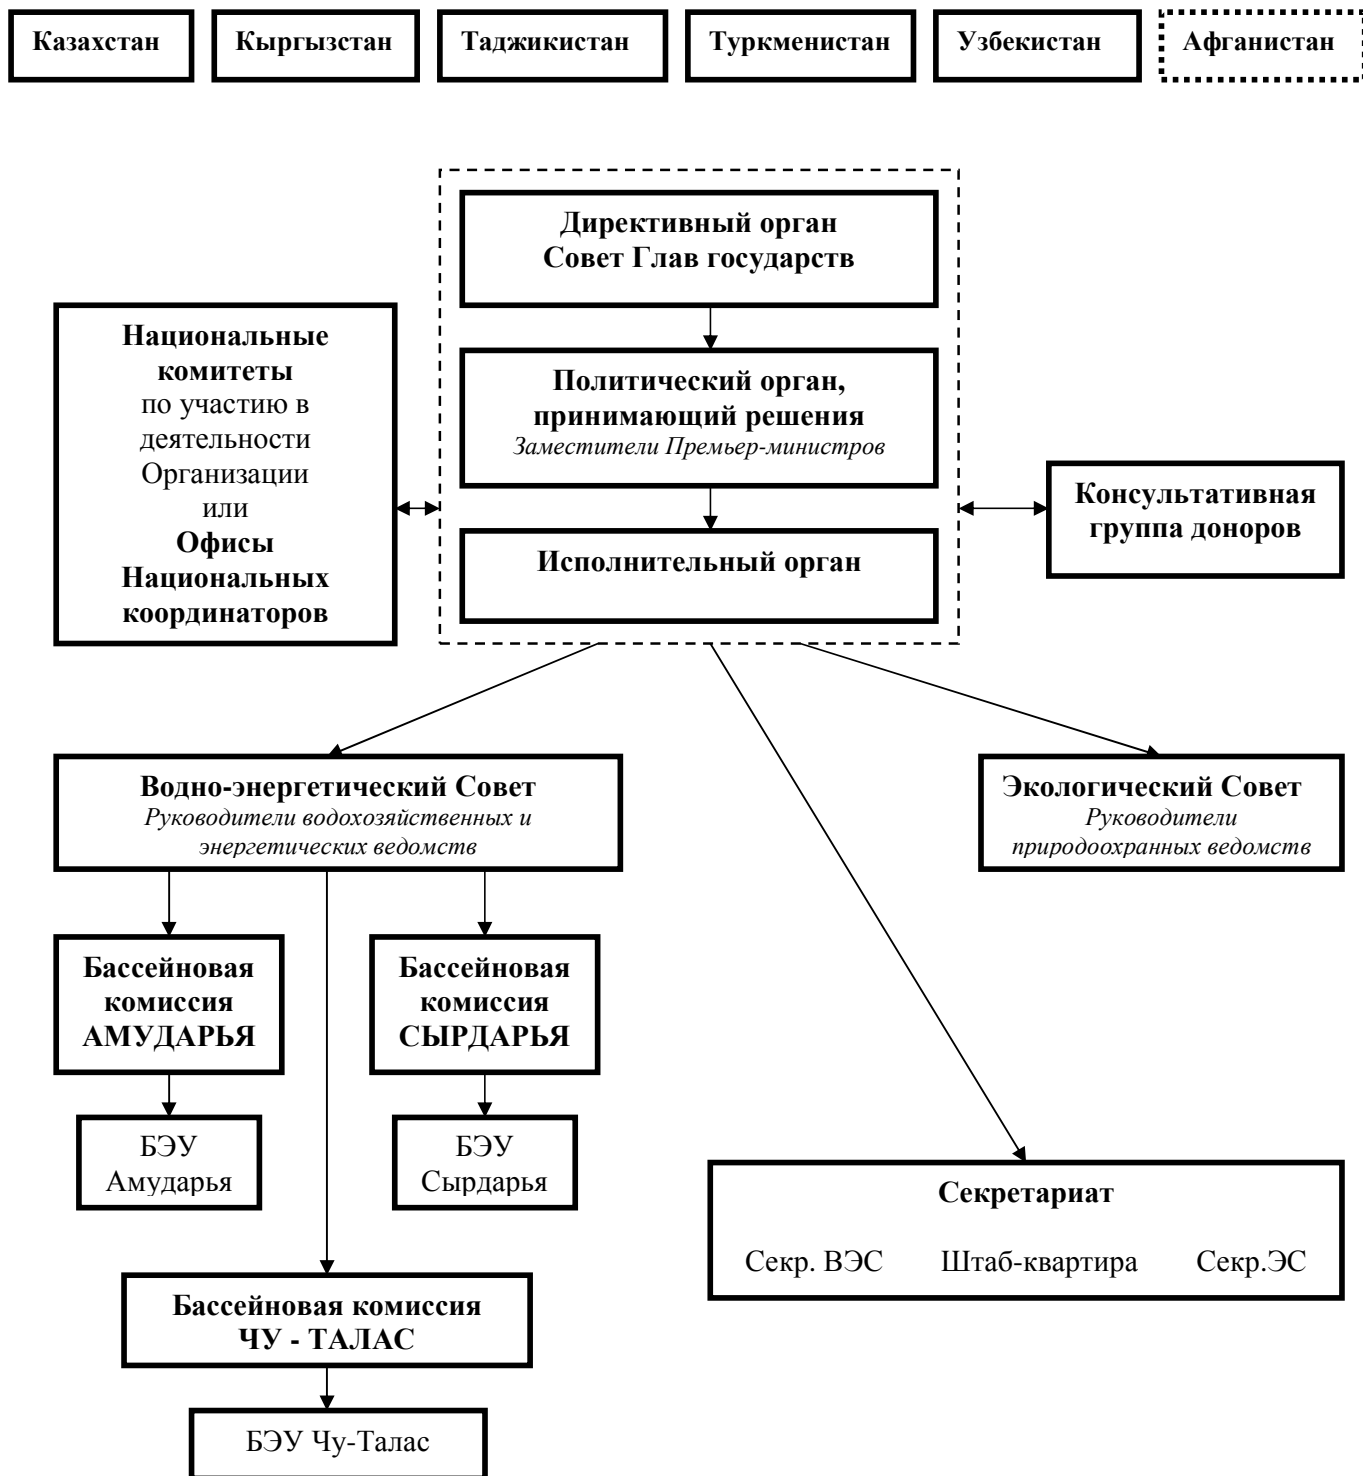 Казахстан
Кыргызстан
Таджикистан
Туркменистан
Узбекистан
Афганистан
Директивный орган
Совет Глав государств
Национальные
комитеты
по участию в
деятельности
Организации
или
Офисы
Национальных
координаторов
Политический орган,
принимающий решения
Заместители Премьер-министров
Исполнительный орган
Консультативная
группа доноров
Водно-энергетический Совет
Руководители водохозяйственных и
энергетических ведомств
Экологический Совет
Руководители
природоохранных ведомств
Бассейновая
комиссия
АМУДАРЬЯ
Бассейновая
комиссия
СЫРДАРЬЯ
БЭУ
Амударья
БЭУ
Сырдарья
Секретариат
Секр. ВЭС
Штаб-квартира
Секр.ЭС
Бассейновая комиссия
ЧУ - ТАЛАС
БЭУ Чу-Талас